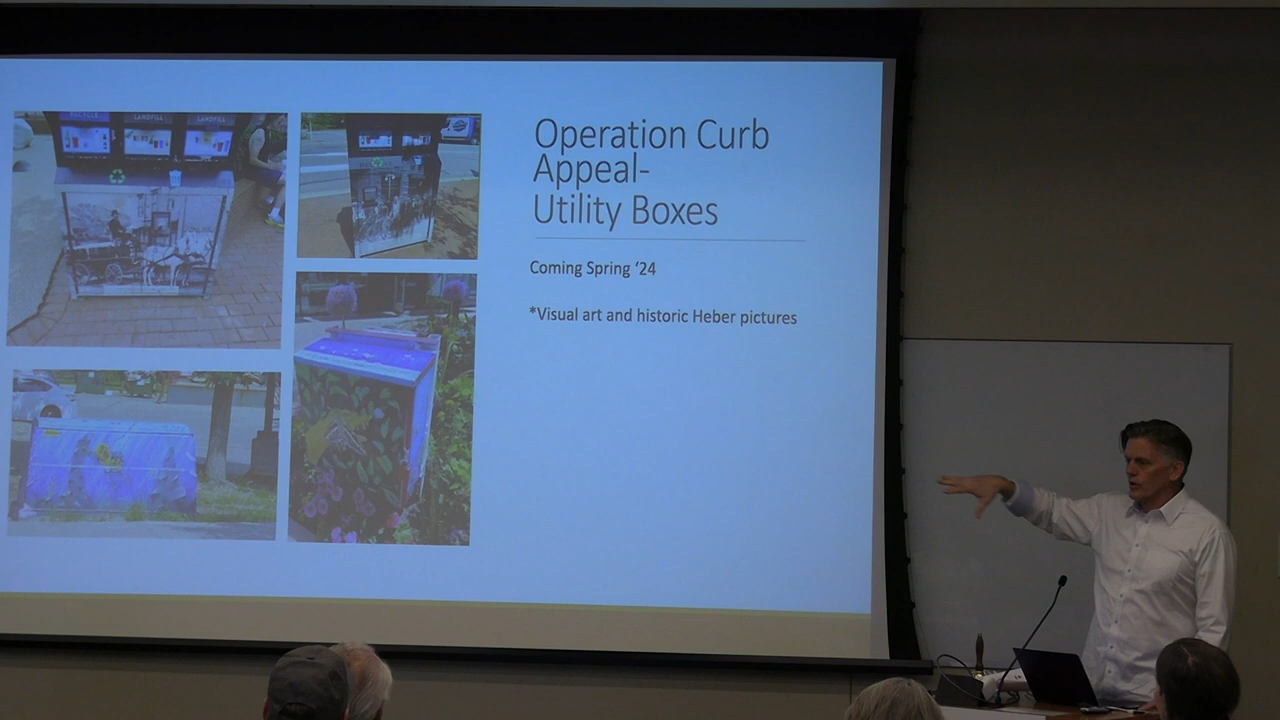 RECYCLE
LANDFILL
LANDFILL
Operation Curb
Appeal-
Utility Boxes
Coming Spring ‘24
*Visual art and historic Heber pictures